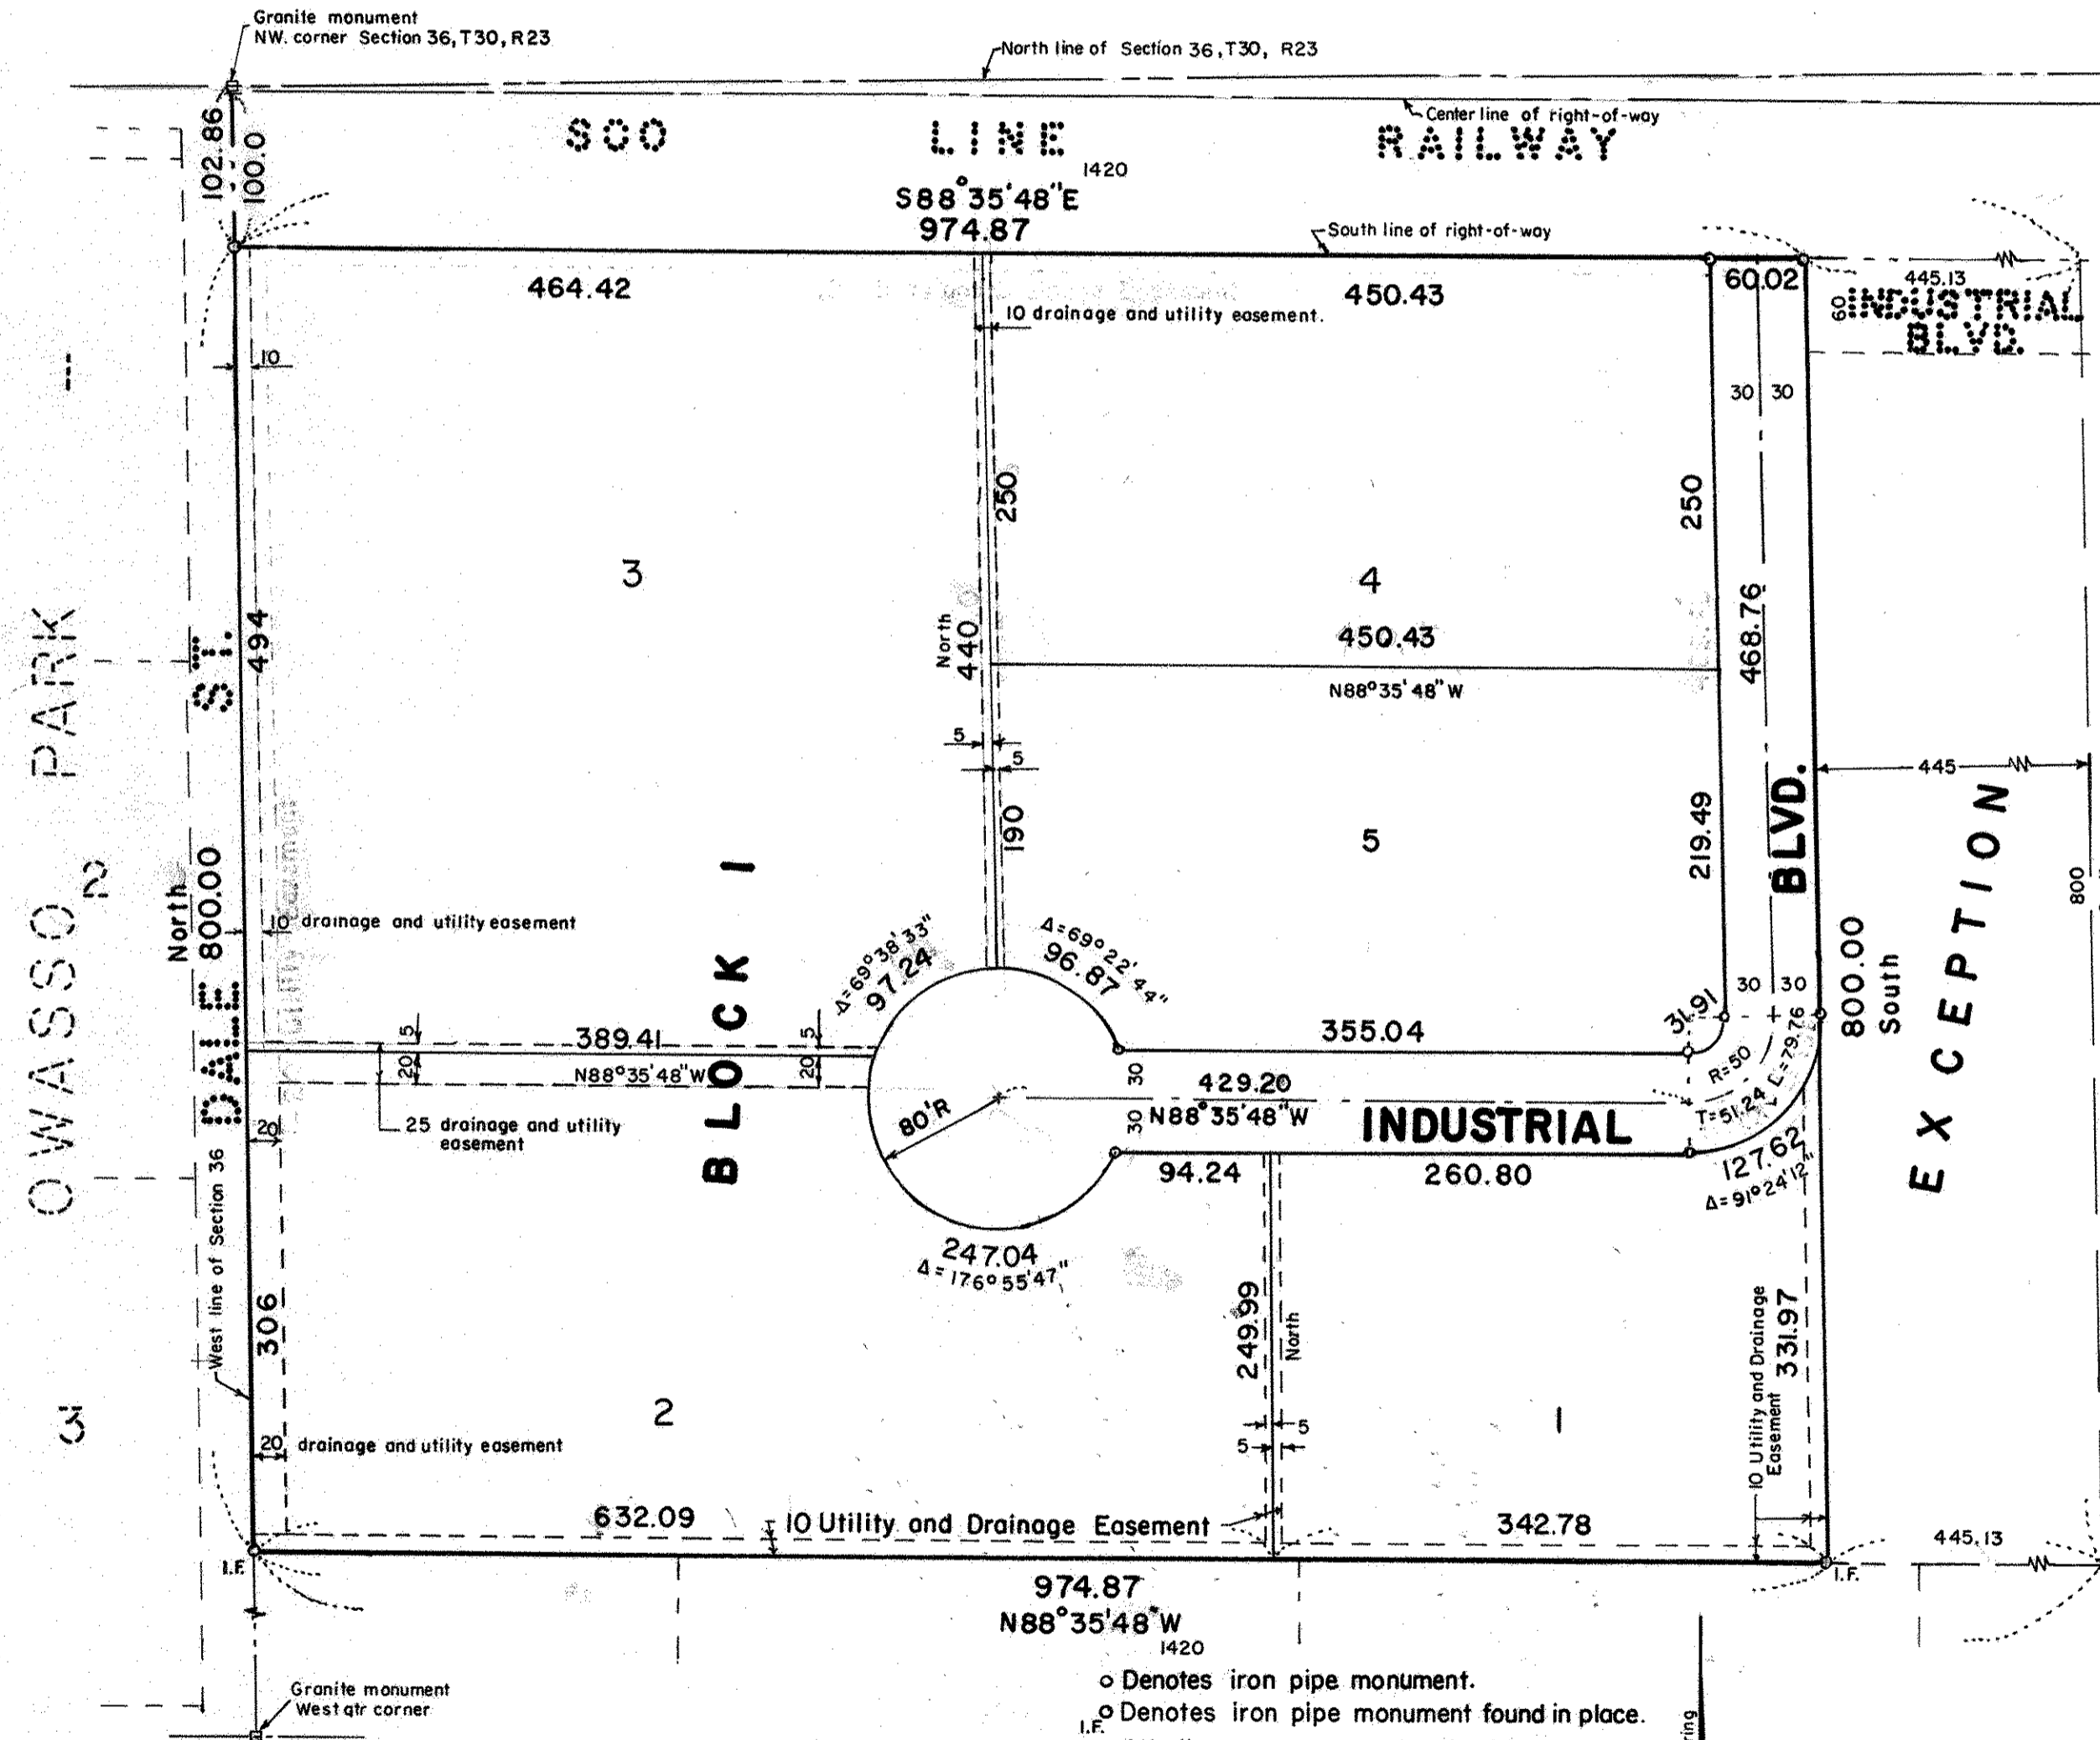 Granite monument
NW. corner Section 36, T30, R23
North line of Section 36, T30, R23
Center line of right-of-way
102.86
100.0
SOO LINE RAILWAY
1420
S88°35'48"E
974.87
South line of right-of-way
464.42
450.43
60.02
445.13
60
INDUSTRIAL
BLVD.
10 drainage and utility easement.
10
30 30
250
250
3
4
450.43
N88°35'48"W
494
North
440
468.76
5
5
190
5
219.49
445
800
OWASSO PARK
2
3
North
800.00
DALE ST.
10 drainage and utility easement
BLOCK 1
Δ=69°38'33"
97.24
Δ=69°22'44"
96.87
BLVD.
800.00
South
EXCEPTION
30 30
31.91
355.04
5
20
389.41
N88°35'48"W
5
20
25 drainage and utility
easement
20
80'R
30
30
429.20
N88°35'48"W
INDUSTRIAL
R=50
T=51.24
L=79.76
127.62
Δ=91°24'12"
94.24
260.80
247.04
Δ=176°55'47"
West line of Section 36
306
249.99
North
10 Utility and Drainage
Easement
331.97
2
1
5
5
20 drainage and utility easement
632.09
10 Utility and Drainage Easement
342.78
445.13
I.F.
I.F.
974.87
N88°35'48"W
1420
Granite monument
West qtr corner
o Denotes iron pipe monument.
o Denotes iron pipe monument found in place.
I.F.